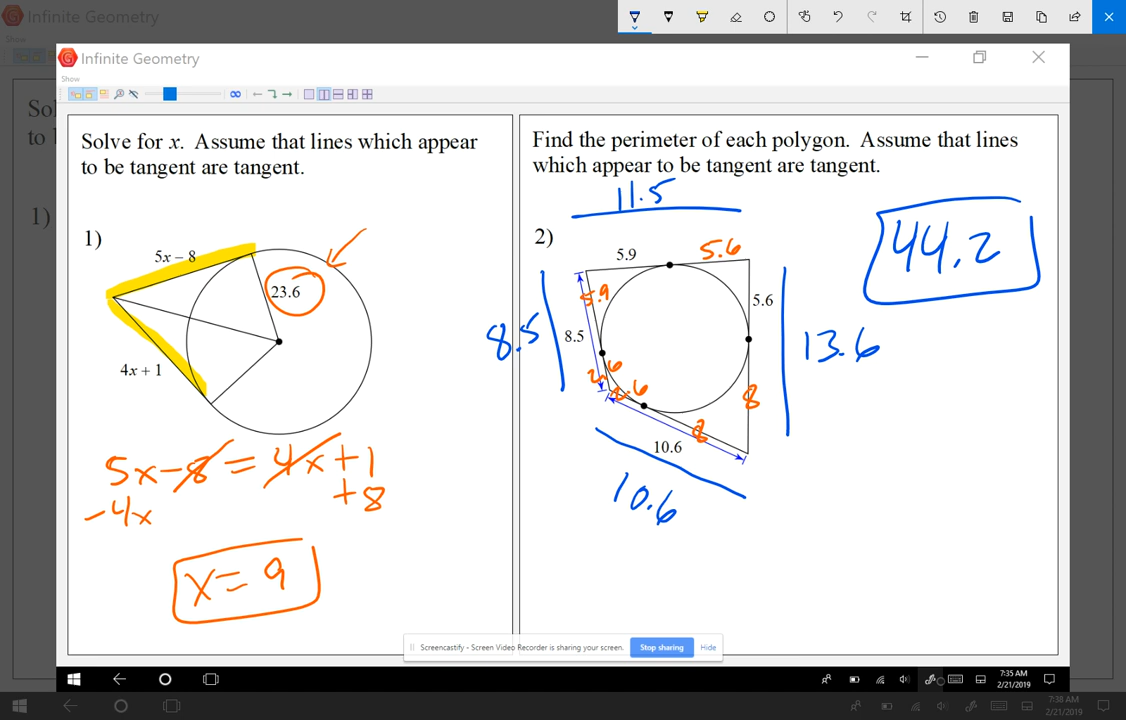 Infinite Geometry
Show
Infinite Geometry
Show
So
to b
1)
Solve for x. Assume that lines which appear
to be tangent are tangent.
1)
5x – 8
23.6
4x + 1
5x - 8 = 4x + 1
- 4x + 8
x = 9
Find the perimeter of each polygon. Assume that lines
which appear to be tangent are tangent.
11.5
44.2
2)
5.9
5.6
5.9
5.6
8.5
8.5
13.6
2.6
2.6
8
8
10.6
10.6
Screencastify - Screen Video Recorder is sharing your screen.
Stop sharing
Hide
7:35 AM
2/21/2019
7:38 AM
2/21/2019